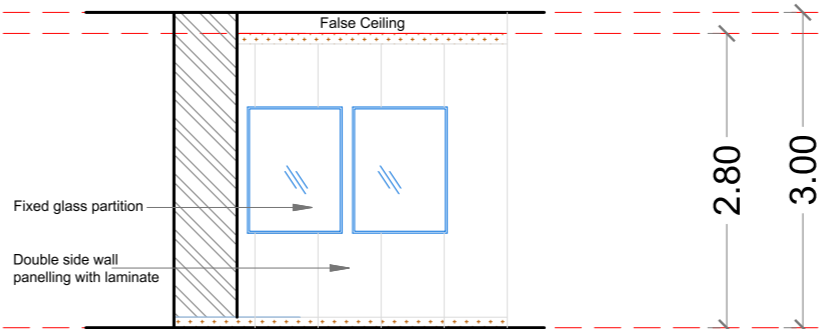 False Ceiling
Fixed glass partition
Double side wall
panelling with laminate
2.80
3.00